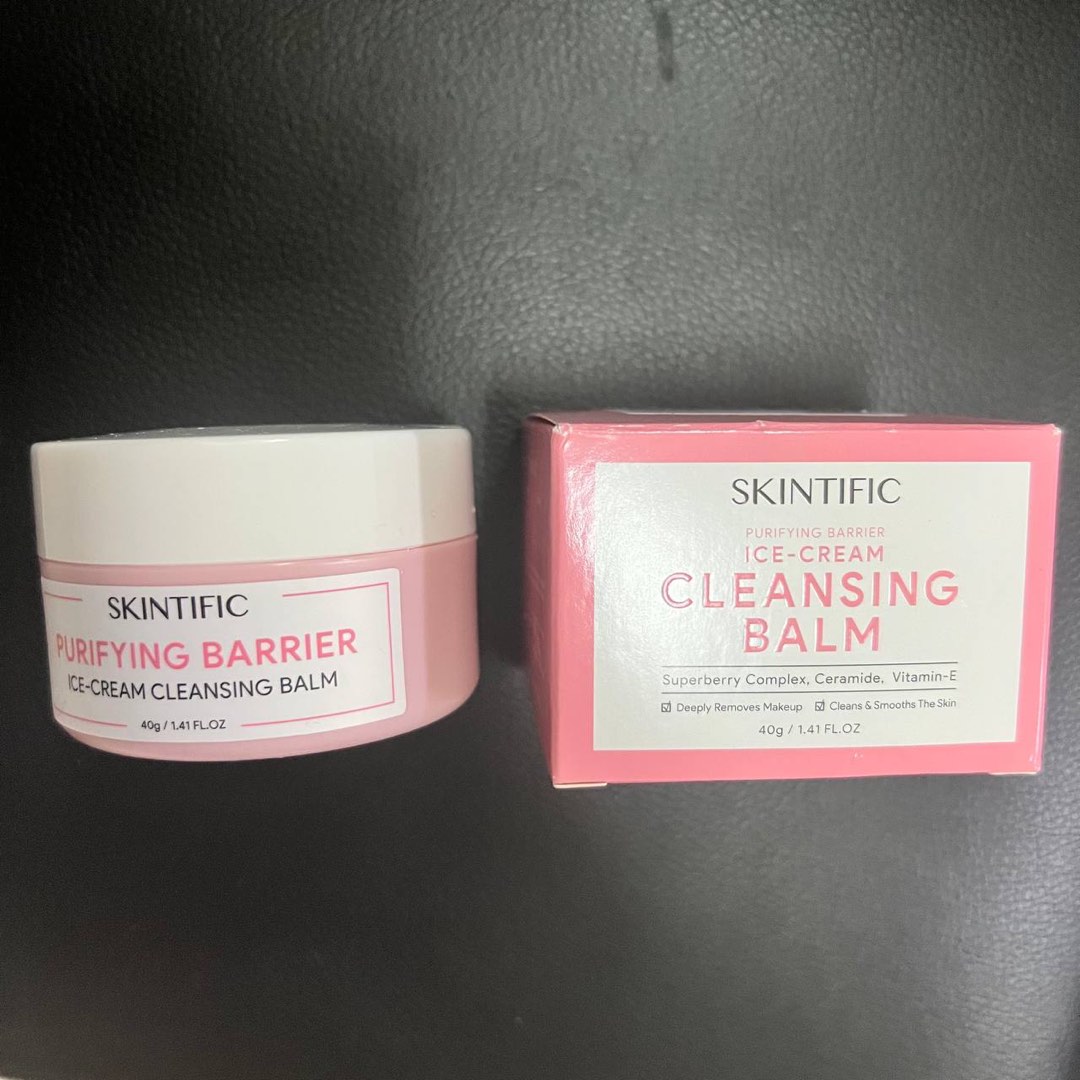 SKINTIFIC
PURIFYING BARRIER
ICE-CREAM CLEANSING BALM
40g / 1.41 FL.OZ
SKINTIFIC
PURIFYING BARRIER
ICE-CREAM
CLEANSING
BALM
Superberry Complex, Ceramide, Vitamin-E
☑ Deeply Removes Makeup ☑ Cleans & Smooths The Skin
40g / 1.41 FL.OZ